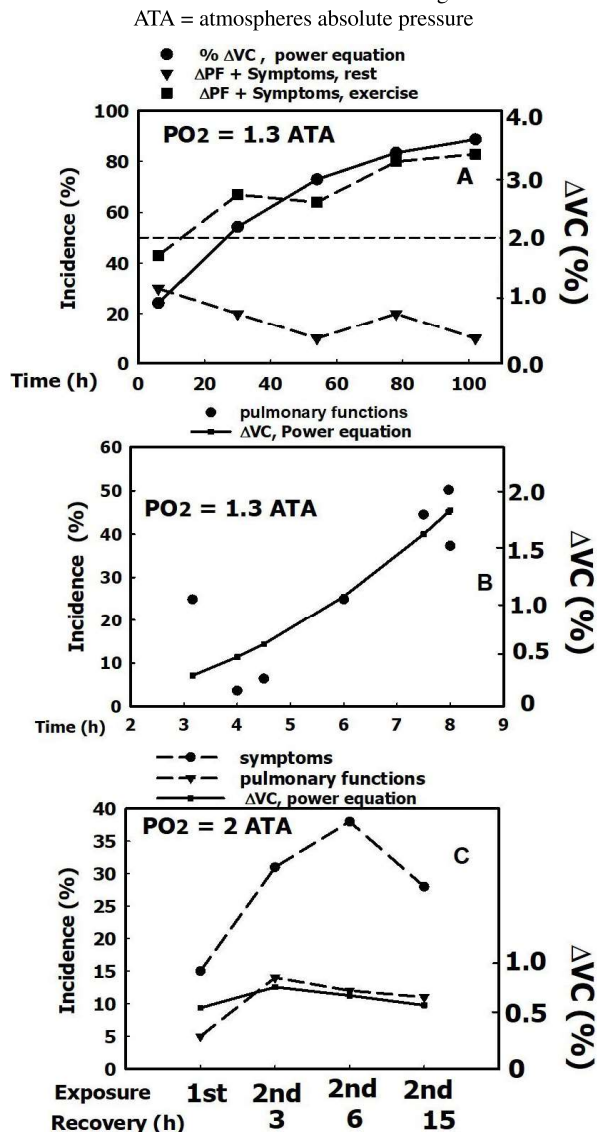 ATA = atmospheres absolute pressure
% ΔVC , power equation
ΔPF + Symptoms, rest
ΔPF + Symptoms, exercise
PO2 = 1.3 ATA
A
Incidence (%)
100
80
60
40
20
0
4.0
3.0
2.0
1.0
0.0
ΔVC (%)
Time (h) 0 20 40 60 80 100
pulmonary functions
ΔVC, Power equation
PO2 = 1.3 ATA
B
Incidence (%)
60
50
40
30
20
10
0
2.0
1.5
1.0
0.5
0
ΔVC (%)
Time (h) 2 3 4 5 6 7 8 9
symptoms
pulmonary functions
ΔVC, power equation
PO2 = 2 ATA
C
Incidence (%)
40
35
30
25
20
15
10
5
0
1.0
0.5
0
ΔVC (%)
Exposure 1st 2nd 2nd 2nd
Recovery (h) 3 6 15